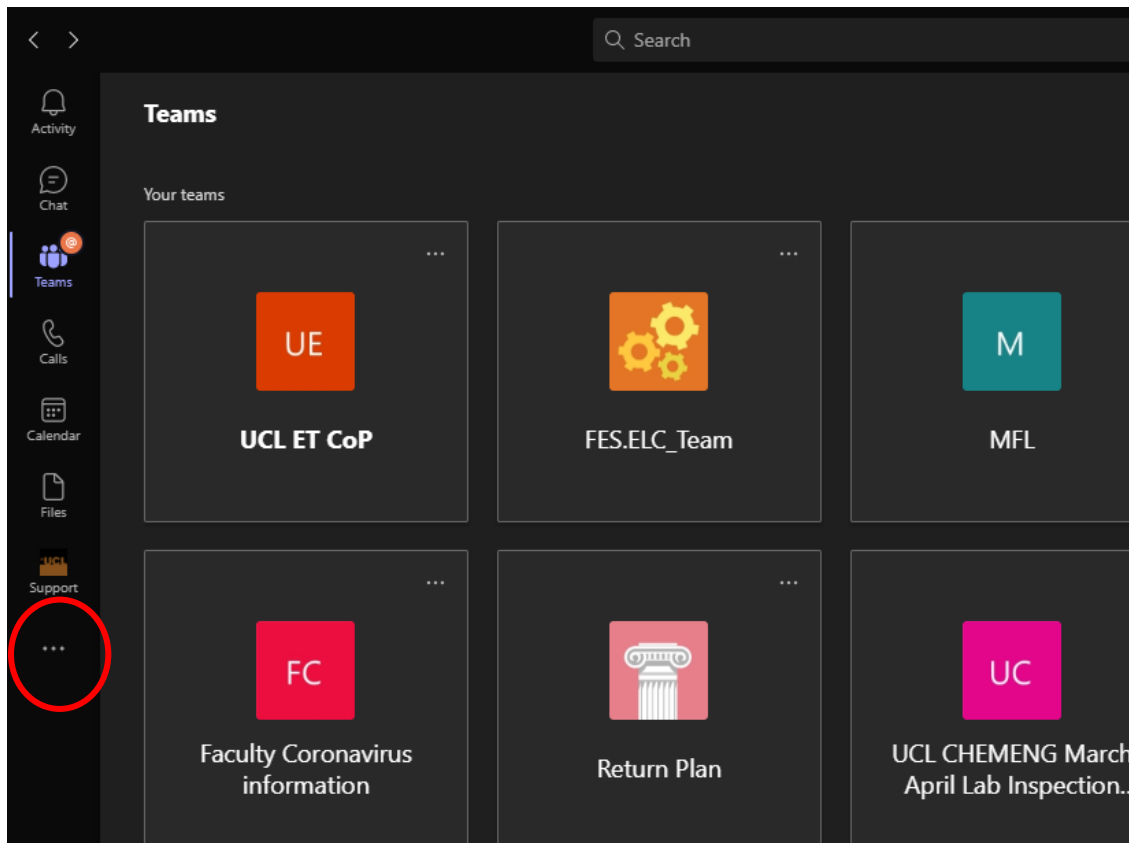 Search
Activity
Teams
Chat
Your teams
@
Teams
UE
M
Calls
UCL ET CoP
FES.ELC_Team
MFL
Calendar
Files
UCL
Support
FC
UC
Faculty Coronavirus
information
Return Plan
UCL CHEMENG March
April Lab Inspection..